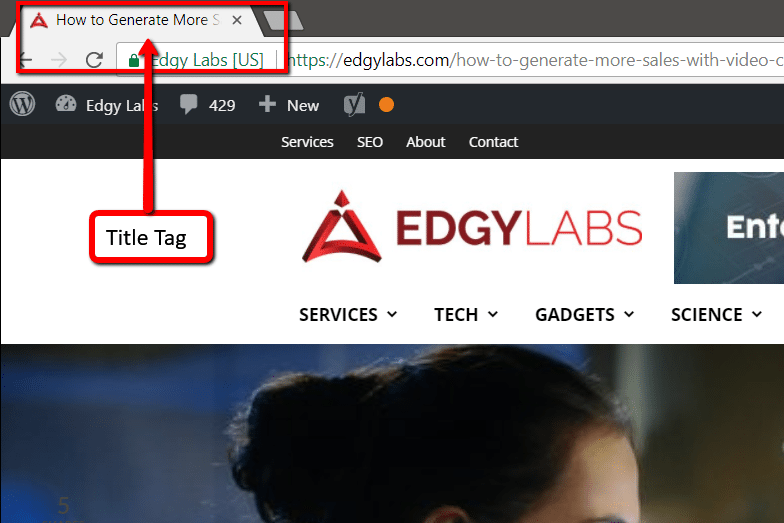 How to Generate More S
Edgy Labs [US] https://edgylabs.com/how-to-generate-more-sales-with-video-c
Edgy Labs 429 New
Services SEO About Contact
Title Tag
EDGYLABS
Ente
SERVICES TECH GADGETS SCIENCE
5